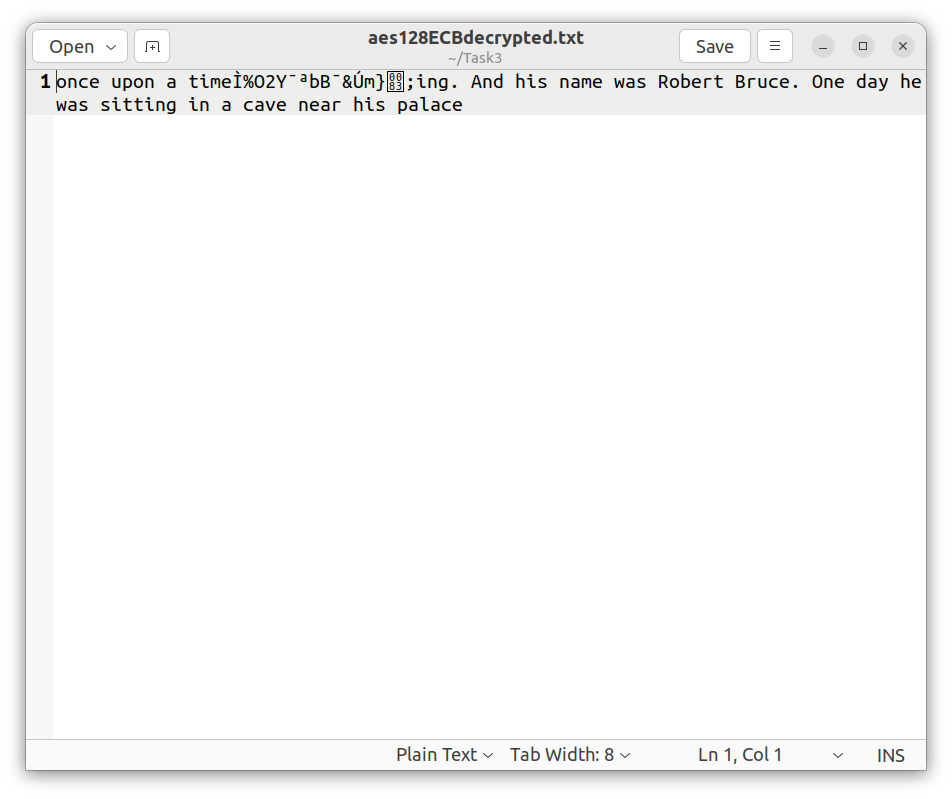 Open
aes128ECBdecrypted.txt
~/Task3
Save
1 once upon a timeÌ%O2Y¯ªbB¯&Úm}0083;ing. And his name was Robert Bruce. One day he
was sitting in a cave near his palace
Plain Text
Tab Width: 8
Ln 1, Col 1
INS